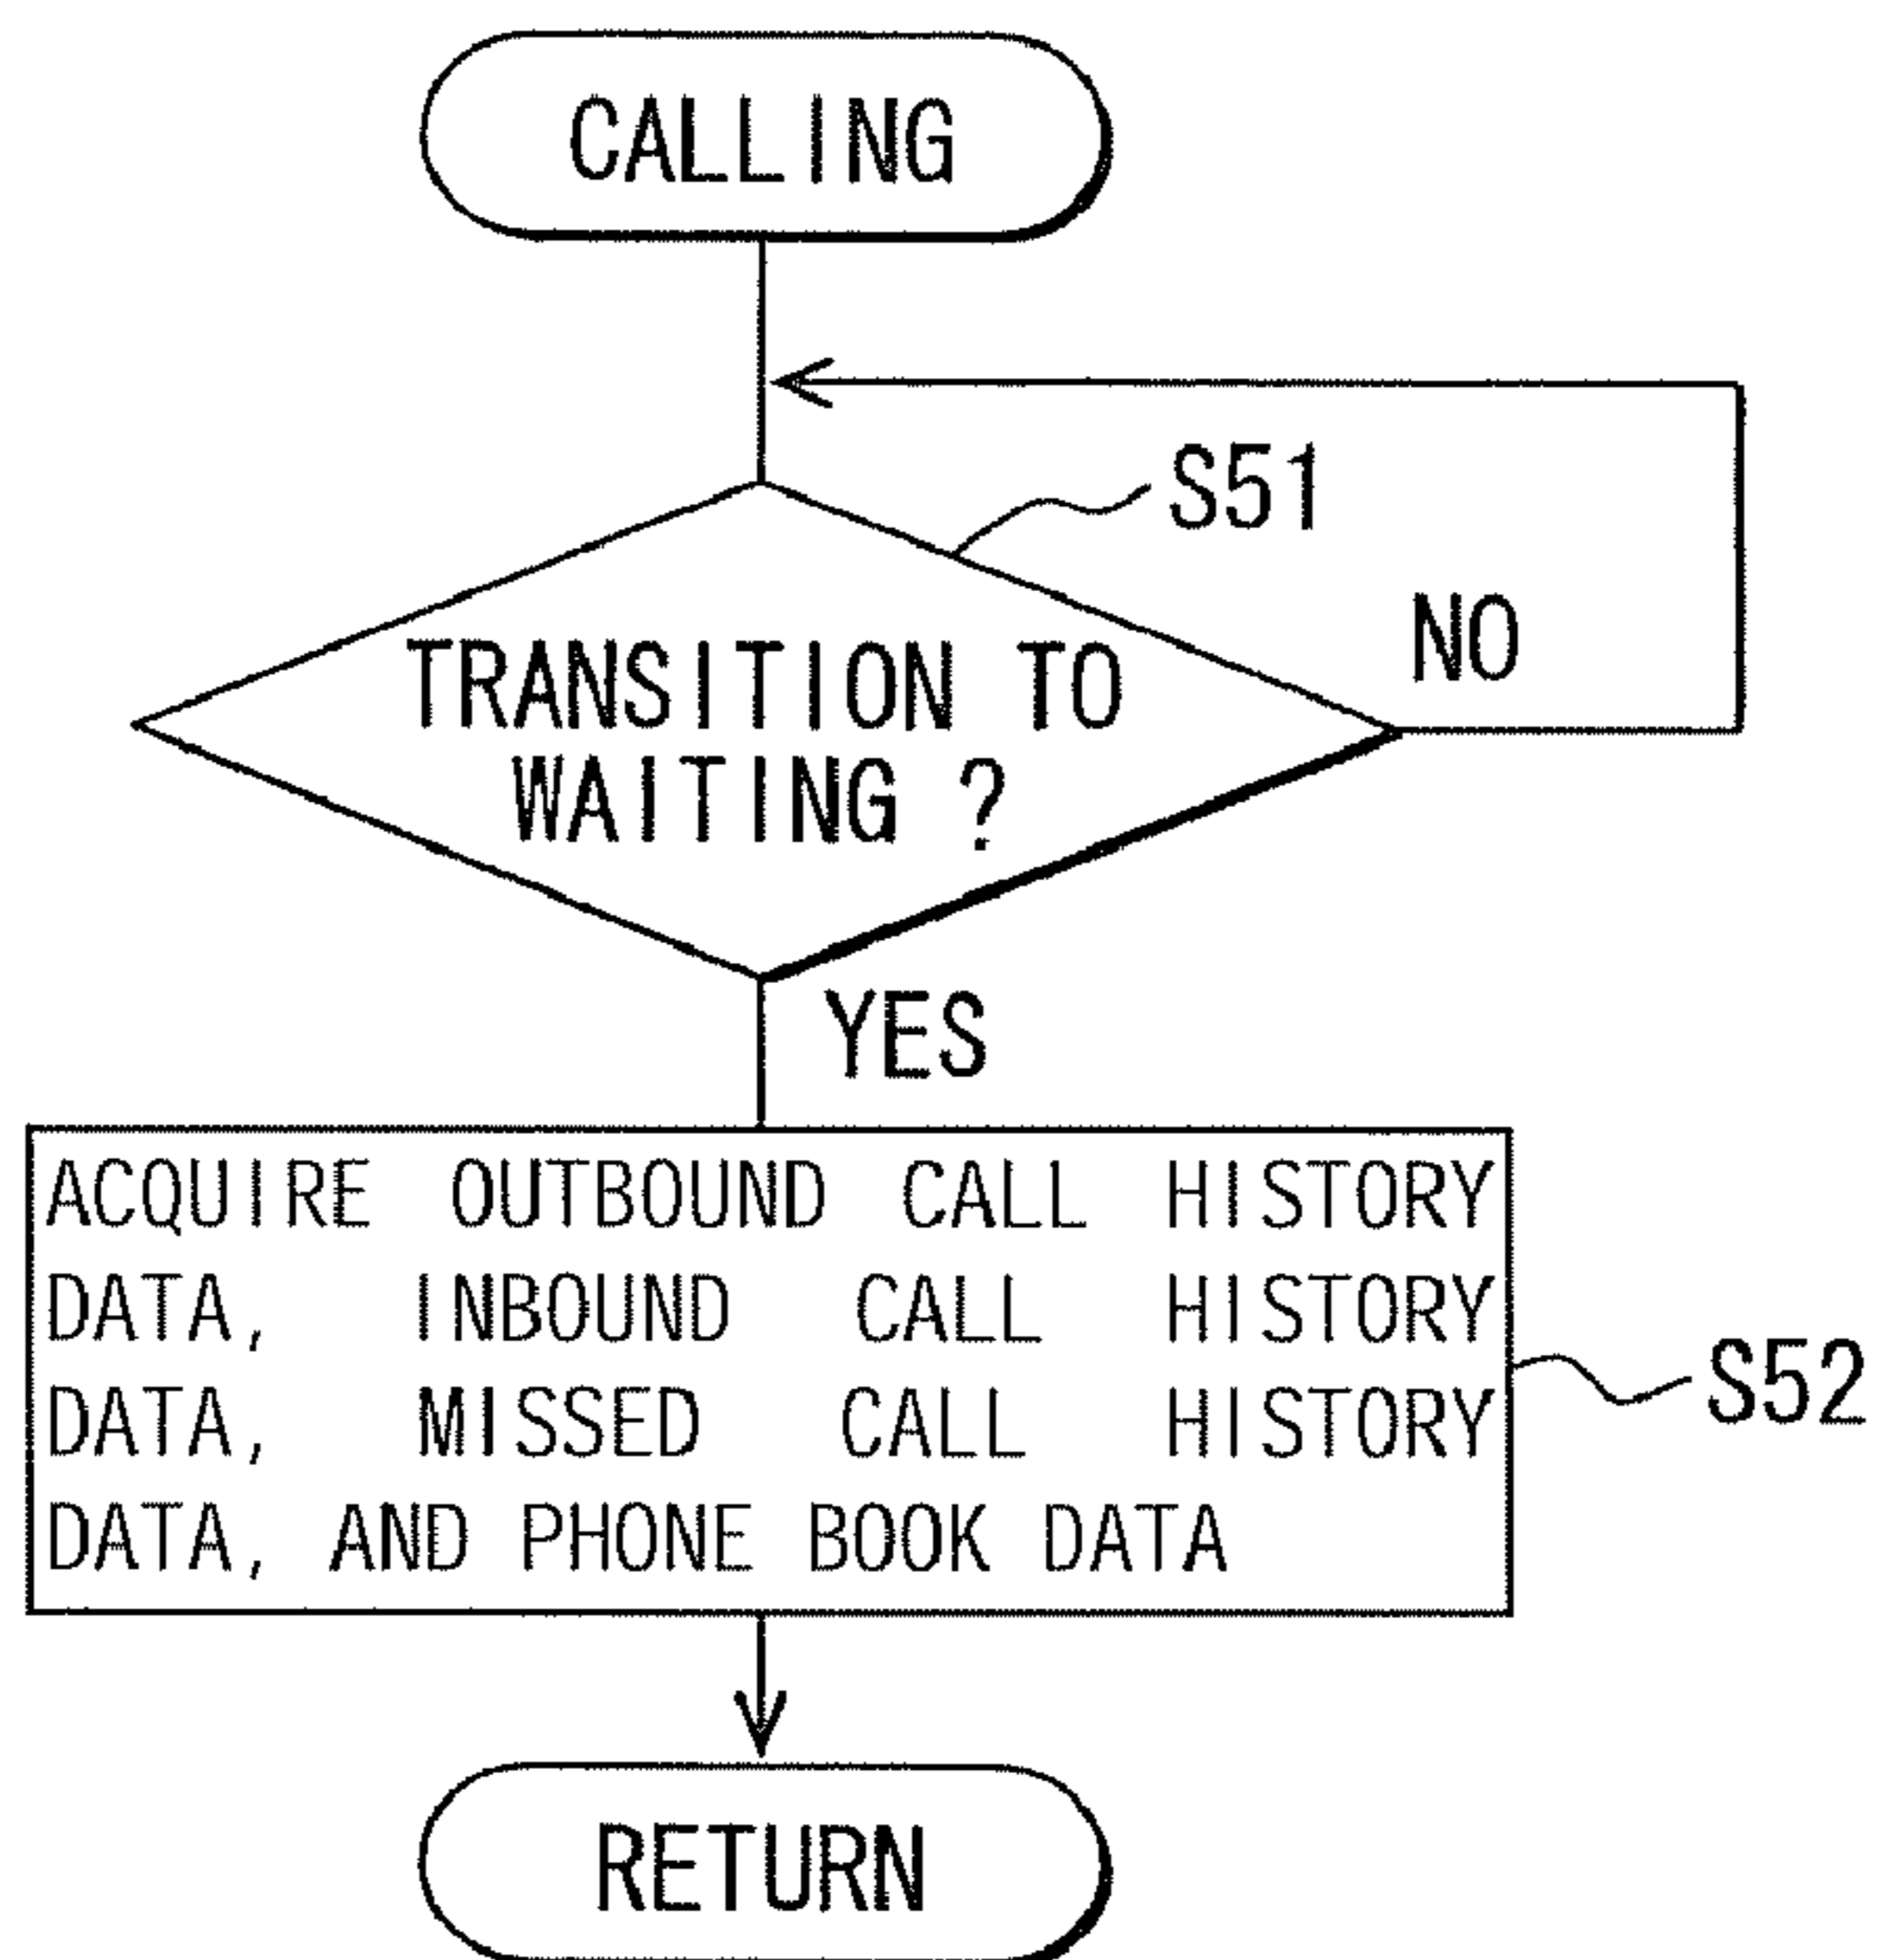 CALLING
S51
NO
TRANSITION TO
WAITING ?
YES
ACQUIRE OUTBOUND CALL HISTORY
DATA, INBOUND CALL HISTORY
DATA, MISSED CALL HISTORY
DATA, AND PHONE BOOK DATA
S52
RETURN